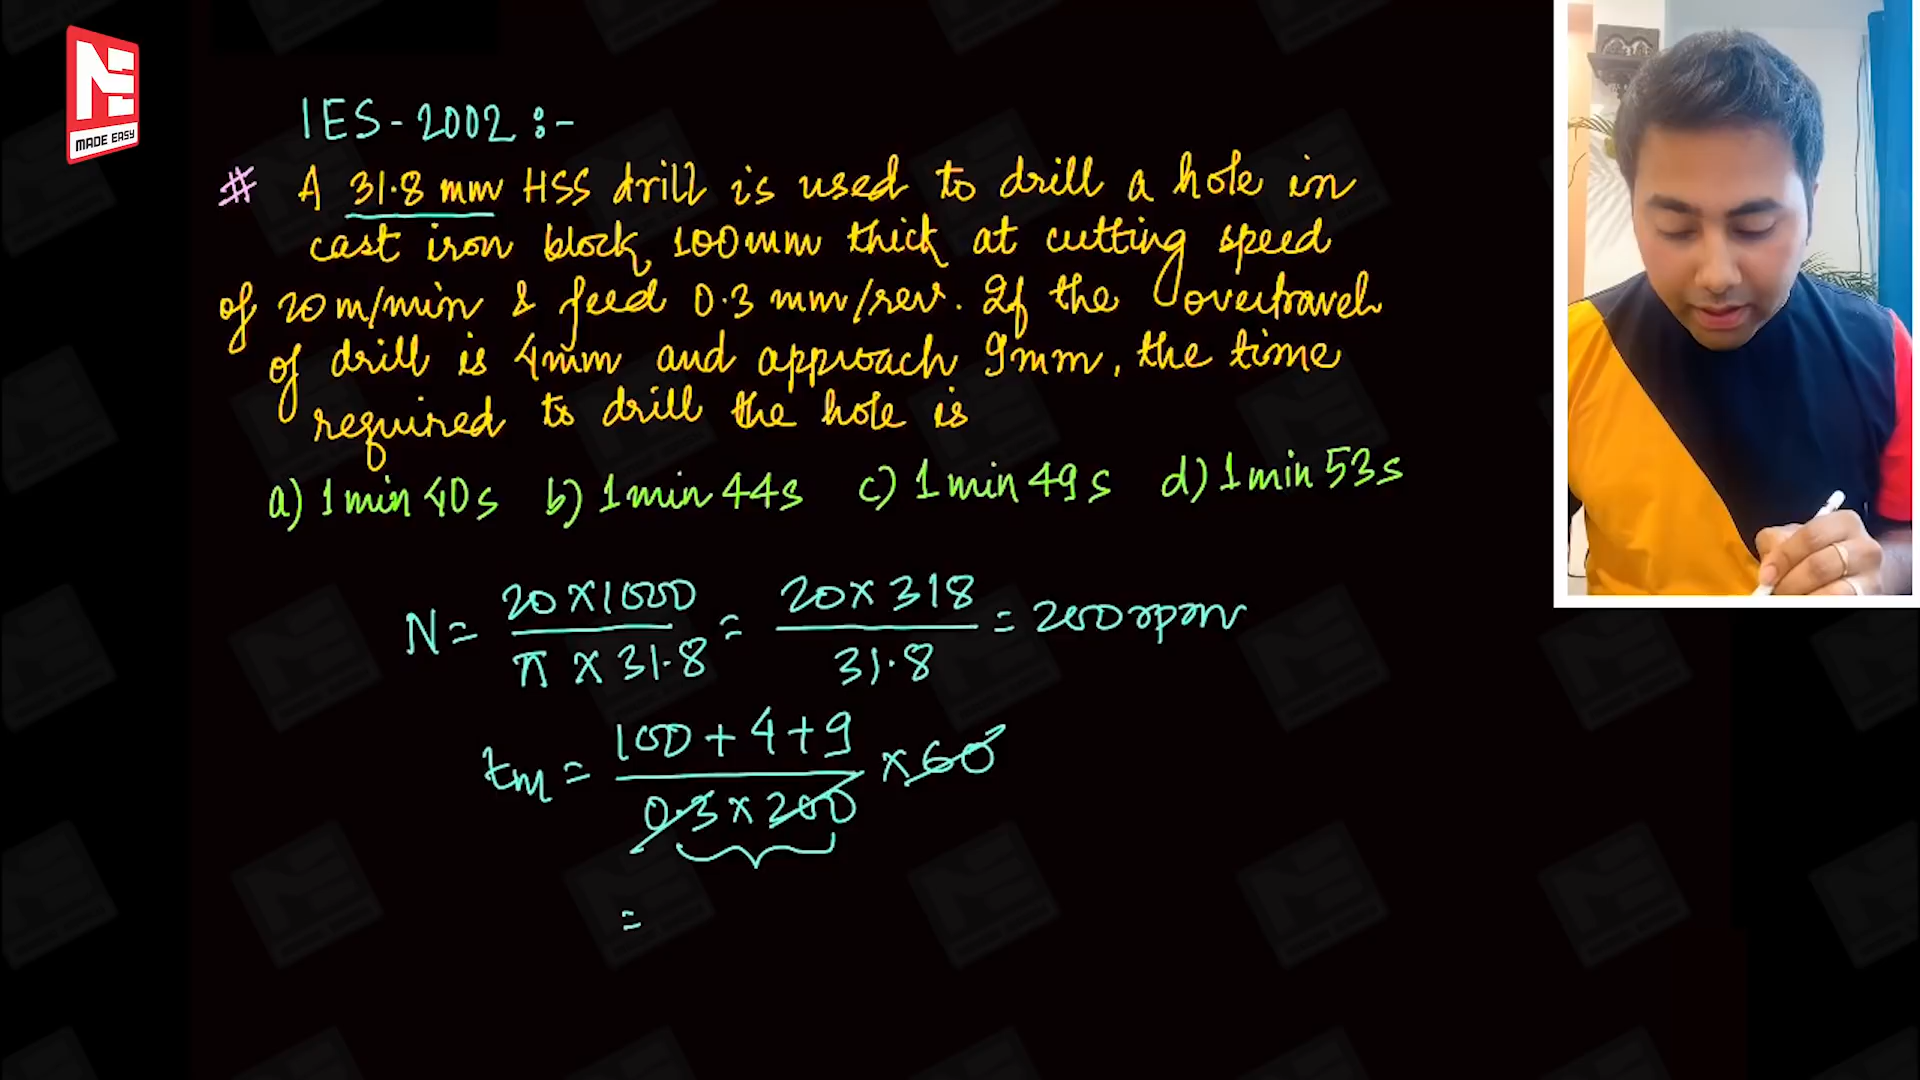 ME
MADE EASY
IES-2002 :-
# A 31.8 mm HSS drill is used to drill a hole in
cast iron block 100mm thick at cutting speed
of 20 m/min & feed 0.3 mm/rev. If the overtravel
of drill is 4mm and approach 9mm, the time
required to drill the hole is
a) 1 min 40s b) 1 min 44s c) 1 min 49s d) 1 min 53s
N = 20×1000 / π × 31.8 = 20×318 / 31.8 = 200 rpm
tm = 100+4+9 / 0.3×200 ×60
=